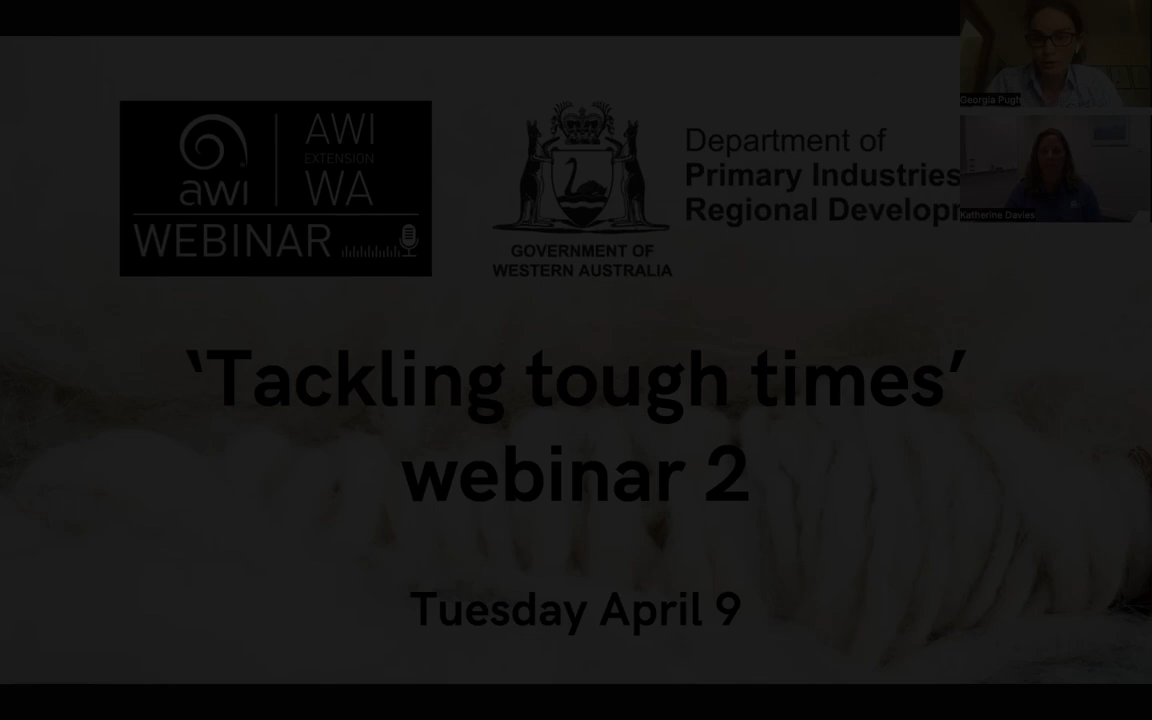 awi
AWI
EXTENSION
WA
WEBINAR
GOVERNMENT OF
WESTERN AUSTRALIA
Department of
Primary Industries
Regional Develop
Georgia Pugh
Katherine Davies
‘Tackling tough times’
webinar 2
Tuesday April 9